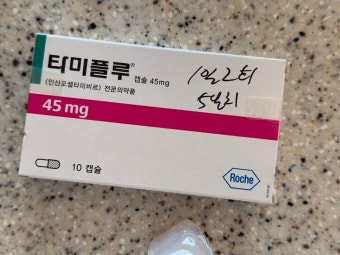 타미플루® 캡슐 45mg
(인산오셀타미비르) 전문의약품
1일 2회
5일치
45 mg
10 캡슐
Roche